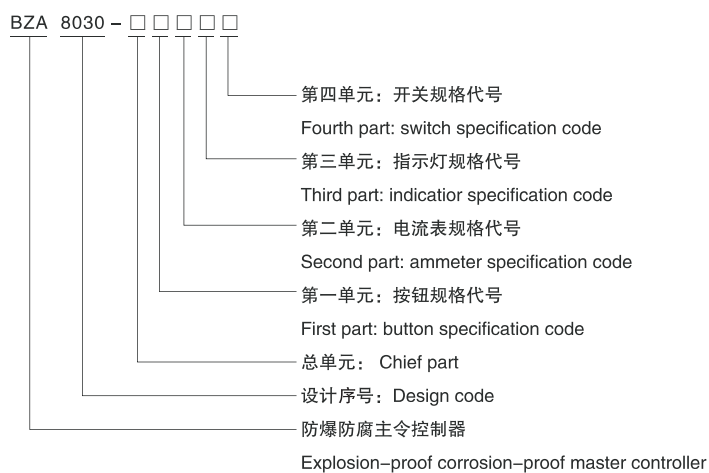 BZA 8030-□□□□□
第四单元：开关规格代号
Fourth part: switch specification code
第三单元：指示灯规格代号
Third part: indicatior specification code
第二单元：电流表规格代号
Second part: ammeter specification code
第一单元：按钮规格代号
First part: button specification code
总单元： Chief part
设计序号：Design code
防爆防腐主令控制器
Explosion-proof corrosion-proof master controller